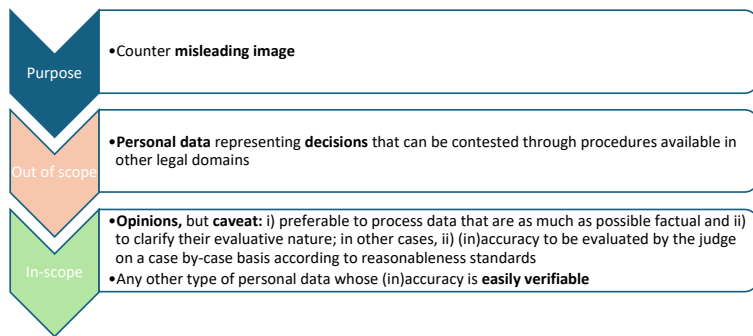 Purpose
•Counter misleading image
Out of scope
•Personal data representing decisions that can be contested through procedures available in
other legal domains
In-scope
•Opinions, but caveat: i) preferable to process data that are as much as possible factual and ii)
to clarify their evaluative nature; in other cases, ii) (in)accuracy to be evaluated by the judge
on a case by-case basis according to reasonableness standards
•Any other type of personal data whose (in)accuracy is easily verifiable